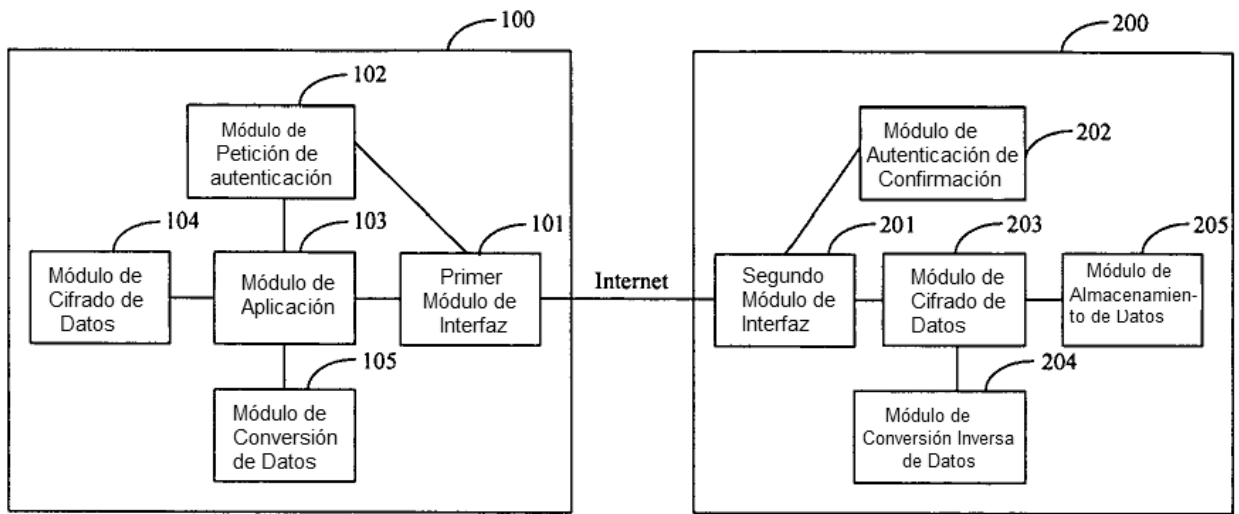 100
200
102
Módulo de
Petición de
autenticación
Módulo de
Autenticación de
Confirmación
202
104
103
101
201
203
205
Módulo de
Cifrado de
Datos
Módulo de
Aplicación
Primer
Módulo de
Interfaz
Internet
Segundo
Módulo de
Interfaz
Módulo de
Cifrado de
Datos
Módulo de
Almacenamien-
to de Datos
105
204
Módulo de
Conversión
de Datos
Módulo de
Conversión Inversa
de Datos